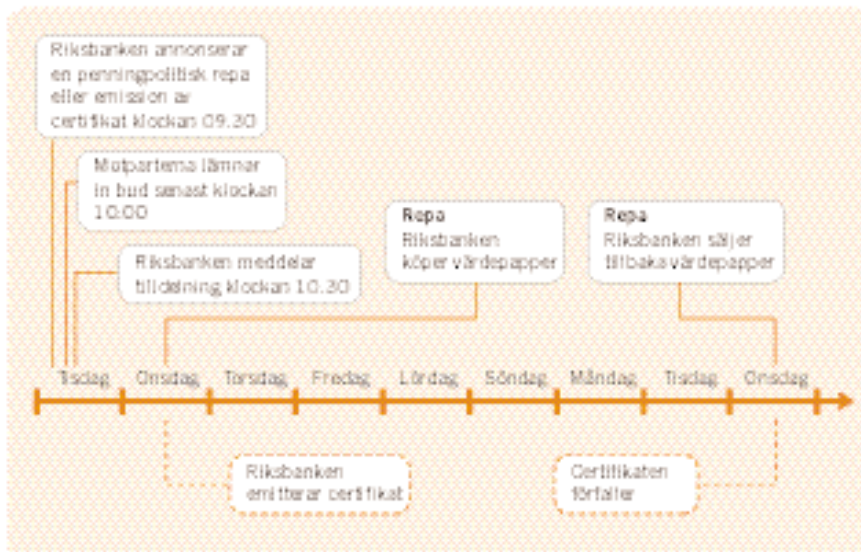 Riksbanken annonserar
en penningpolitisk repa
eller emission av
certifikat klockan 09.30
Motparterna lämnar
in bud senast klockan
10.00
Riksbanken meddelar
tilldelning klockan 10.30
Repa
Riksbanken
köper värdepapper
Repa
Riksbanken säljer
tillbaka värdepapper
Tisdag Onsdag Torsdag Fredag Lördag Söndag Måndag Tisdag Onsdag
Riksbanken
emitterar certifikat
Certifikaten
förfaller